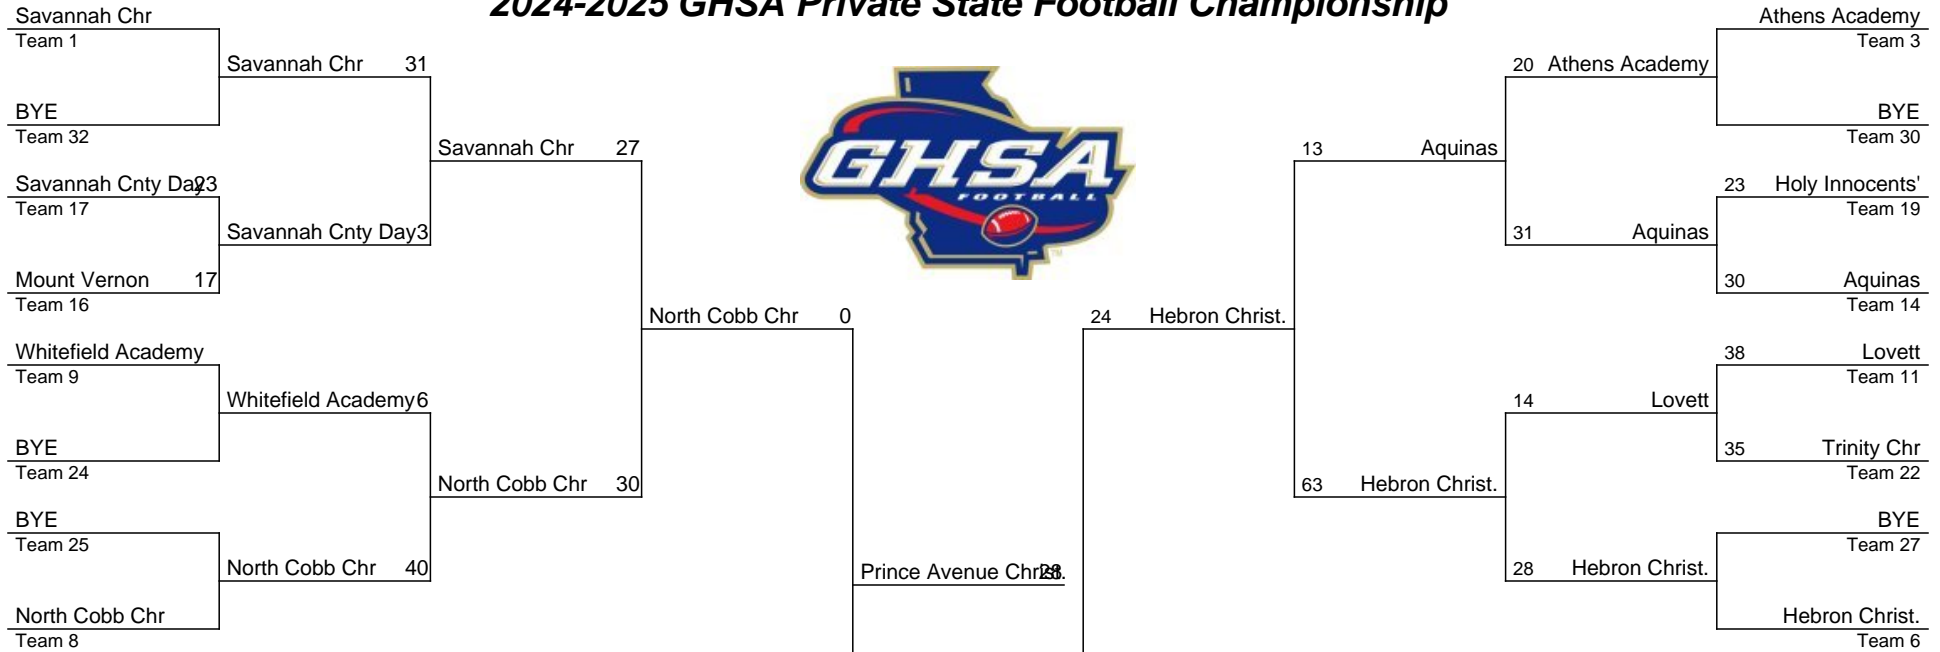 2024-2025 GHSA Private State Football Championship
Savannah Chr
Team 1
BYE
Team 32
Savannah Cnty Day 23
Team 17
Mount Vernon 17
Team 16
Whitefield Academy
Team 9
BYE
Team 24
BYE
Team 25
North Cobb Chr
Team 8
Savannah Chr 31
Savannah Cnty Day 3
Whitefield Academy 6
North Cobb Chr 40
Savannah Chr 27
North Cobb Chr 30
North Cobb Chr 0
GHSA
FOOTBALL
TM
Prince Avenue Christ. 28
24 Hebron Christ.
13 Aquinas
63 Hebron Christ.
20 Athens Academy
31 Aquinas
14 Lovett
28 Hebron Christ.
Athens Academy
Team 3
BYE
Team 30
23 Holy Innocents'
Team 19
30 Aquinas
Team 14
38 Lovett
Team 11
35 Trinity Chr
Team 22
BYE
Team 27
Hebron Christ.
Team 6